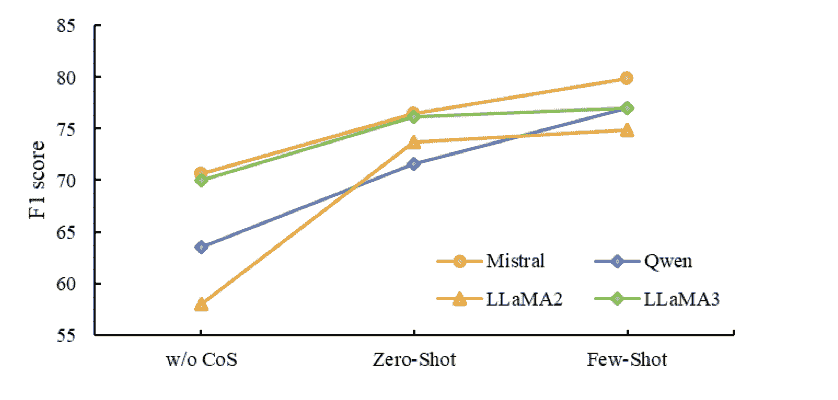 85
80
75
70
65
60
55
F1 score
Mistral
Qwen
LLaMA2
LLaMA3
w/o CoS
Zero-Shot
Few-Shot